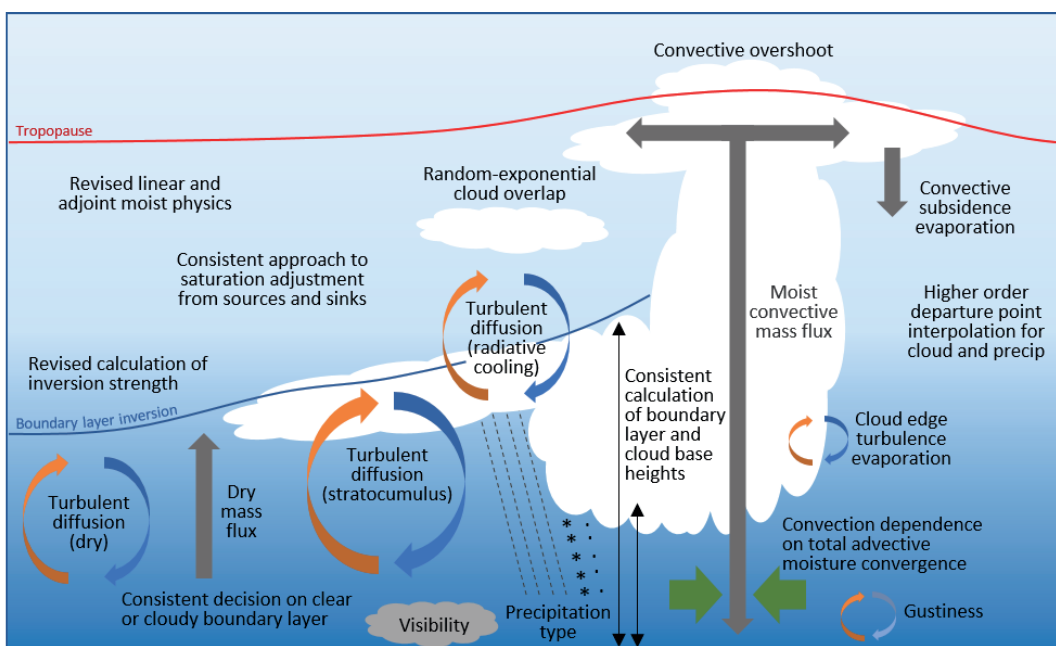 Convective overshoot
Tropopause
Revised linear and
adjoint moist physics
Random-exponential
cloud overlap
Convective
subsidence
evaporation
Consistent approach to
saturation adjustment
from sources and sinks
Turbulent
diffusion
(radiative
cooling)
Moist
convective
mass flux
Higher order
departure point
interpolation for
cloud and precip
Revised calculation of
inversion strength
Boundary layer inversion
Consistent
calculation
of boundary
layer and
cloud base
heights
Cloud edge
turbulence
evaporation
Turbulent
diffusion
(stratocumulus)
Turbulent
diffusion
(dry)
Dry
mass
flux
Convection dependence
on total advective
moisture convergence
Consistent decision on clear
or cloudy boundary layer
Visibility
Precipitation
type
Gustiness